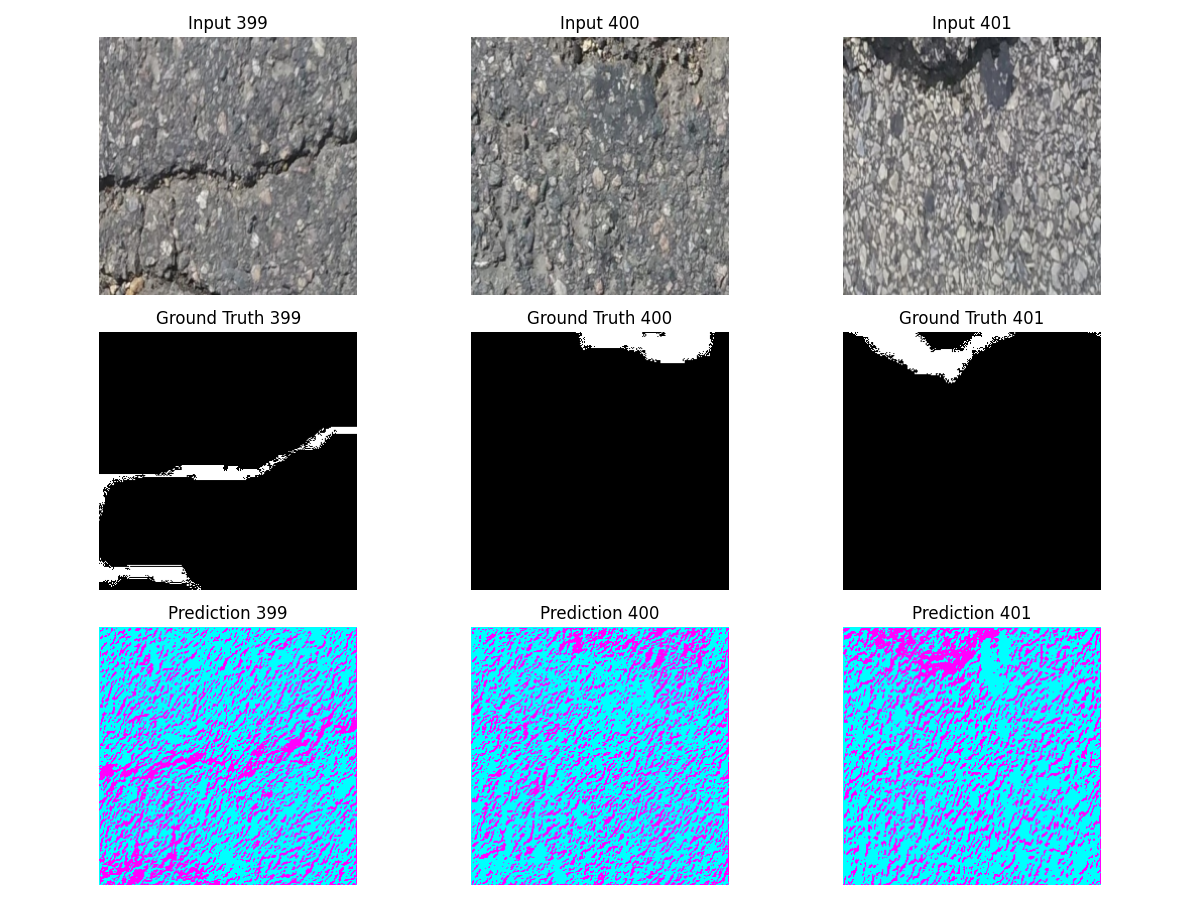 Input 399
Input 400
Input 401
Ground Truth 399
Ground Truth 400
Ground Truth 401
Prediction 399
Prediction 400
Prediction 401